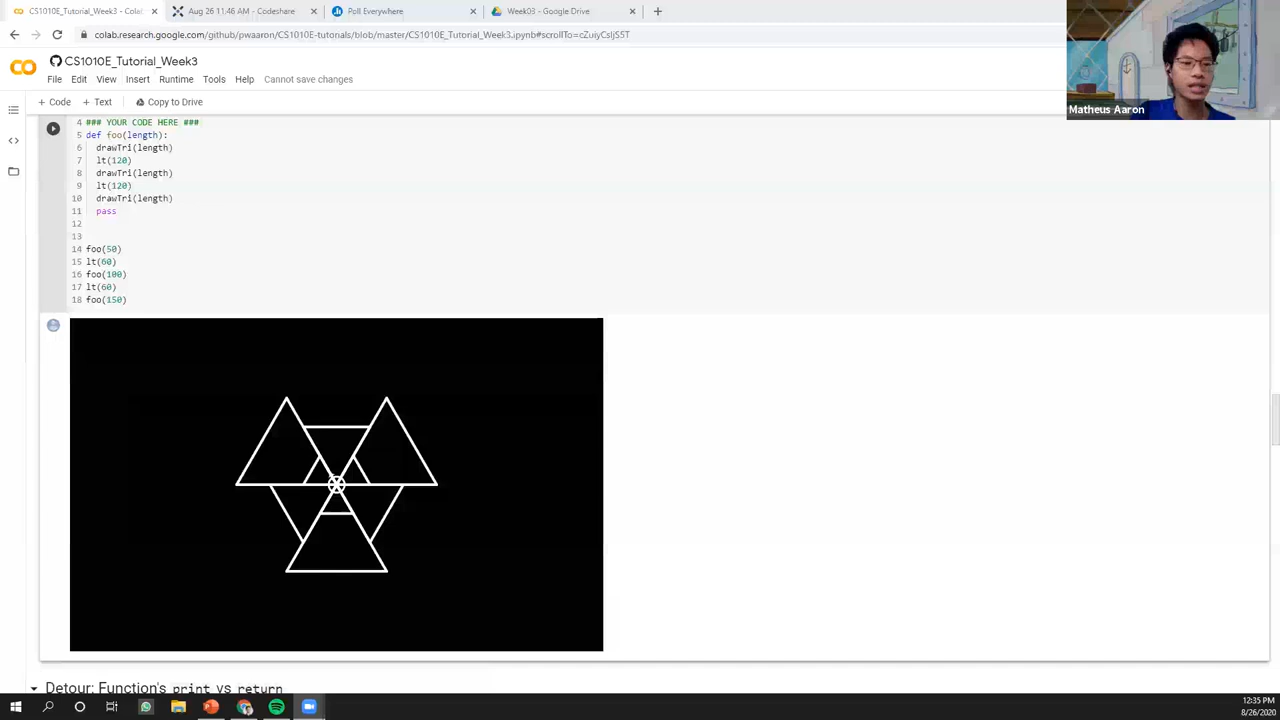 CS1010E_Tutorial_Week3 - Colab
Aug 26 11:46 AM - Codeshare
Poll Everywhere
Week03 - Google Drive
colab.research.google.com/github/pwaaron/CS1010E-tutorials/blob/master/CS1010E_Tutorial_Week3.ipynb#scrollTo=cZuiyCsIjS5T
CS1010E_Tutorial_Week3
File Edit View Insert Runtime Tools Help Cannot save changes
+ Code + Text Copy to Drive
Matheus Aaron
4 ### YOUR CODE HERE ###
5 def foo(length):
6 drawTri(length)
7 lt(120)
8 drawTri(length)
9 lt(120)
10 drawTri(length)
11 pass
12
13
14 foo(50)
15 lt(60)
16 foo(100)
17 lt(60)
18 foo(150)
Detour: Function's print vs return
12:35 PM
8/26/2020